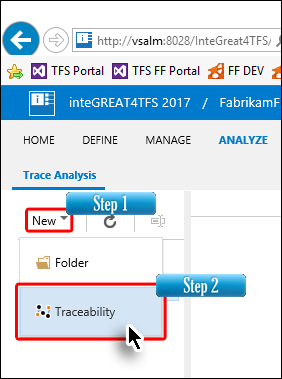 http://vsalm:8028/InteGreat4TFS/
TFS Portal TFS FF Portal FF DEV
inteGREAT4TFS 2017 / FabrikamF
HOME DEFINE MANAGE ANALYZE
Trace Analysis
New Step 1
Folder
Step 2
Traceability